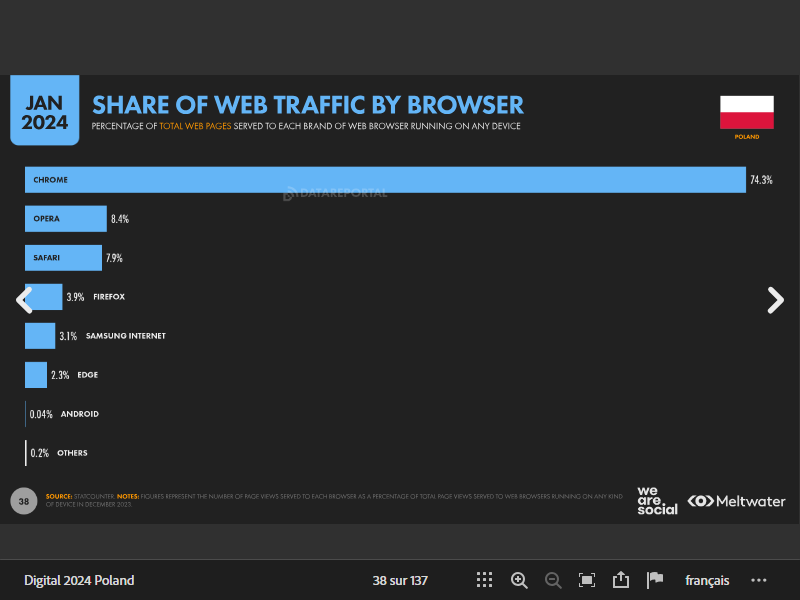 JAN
2024
SHARE OF WEB TRAFFIC BY BROWSER
PERCENTAGE OF TOTAL WEB PAGES SERVED TO EACH BRAND OF WEB BROWSER RUNNING ON ANY DEVICE
POLAND
CHROME 74.3%
DATAREPORTAL
OPERA 8.4%
SAFARI 7.9%
3.9% FIREFOX
3.1% SAMSUNG INTERNET
2.3% EDGE
0.04% ANDROID
0.2% OTHERS
38
SOURCE: STATCOUNTER. NOTES: FIGURES REPRESENT THE NUMBER OF PAGE VIEWS SERVED TO EACH BROWSER AS A PERCENTAGE OF TOTAL PAGE VIEWS SERVED TO WEB BROWSERS RUNNING ON ANY KIND
OF DEVICE IN DECEMBER 2023.
we
are
social
Meltwater
Digital 2024 Poland
38 sur 137
français